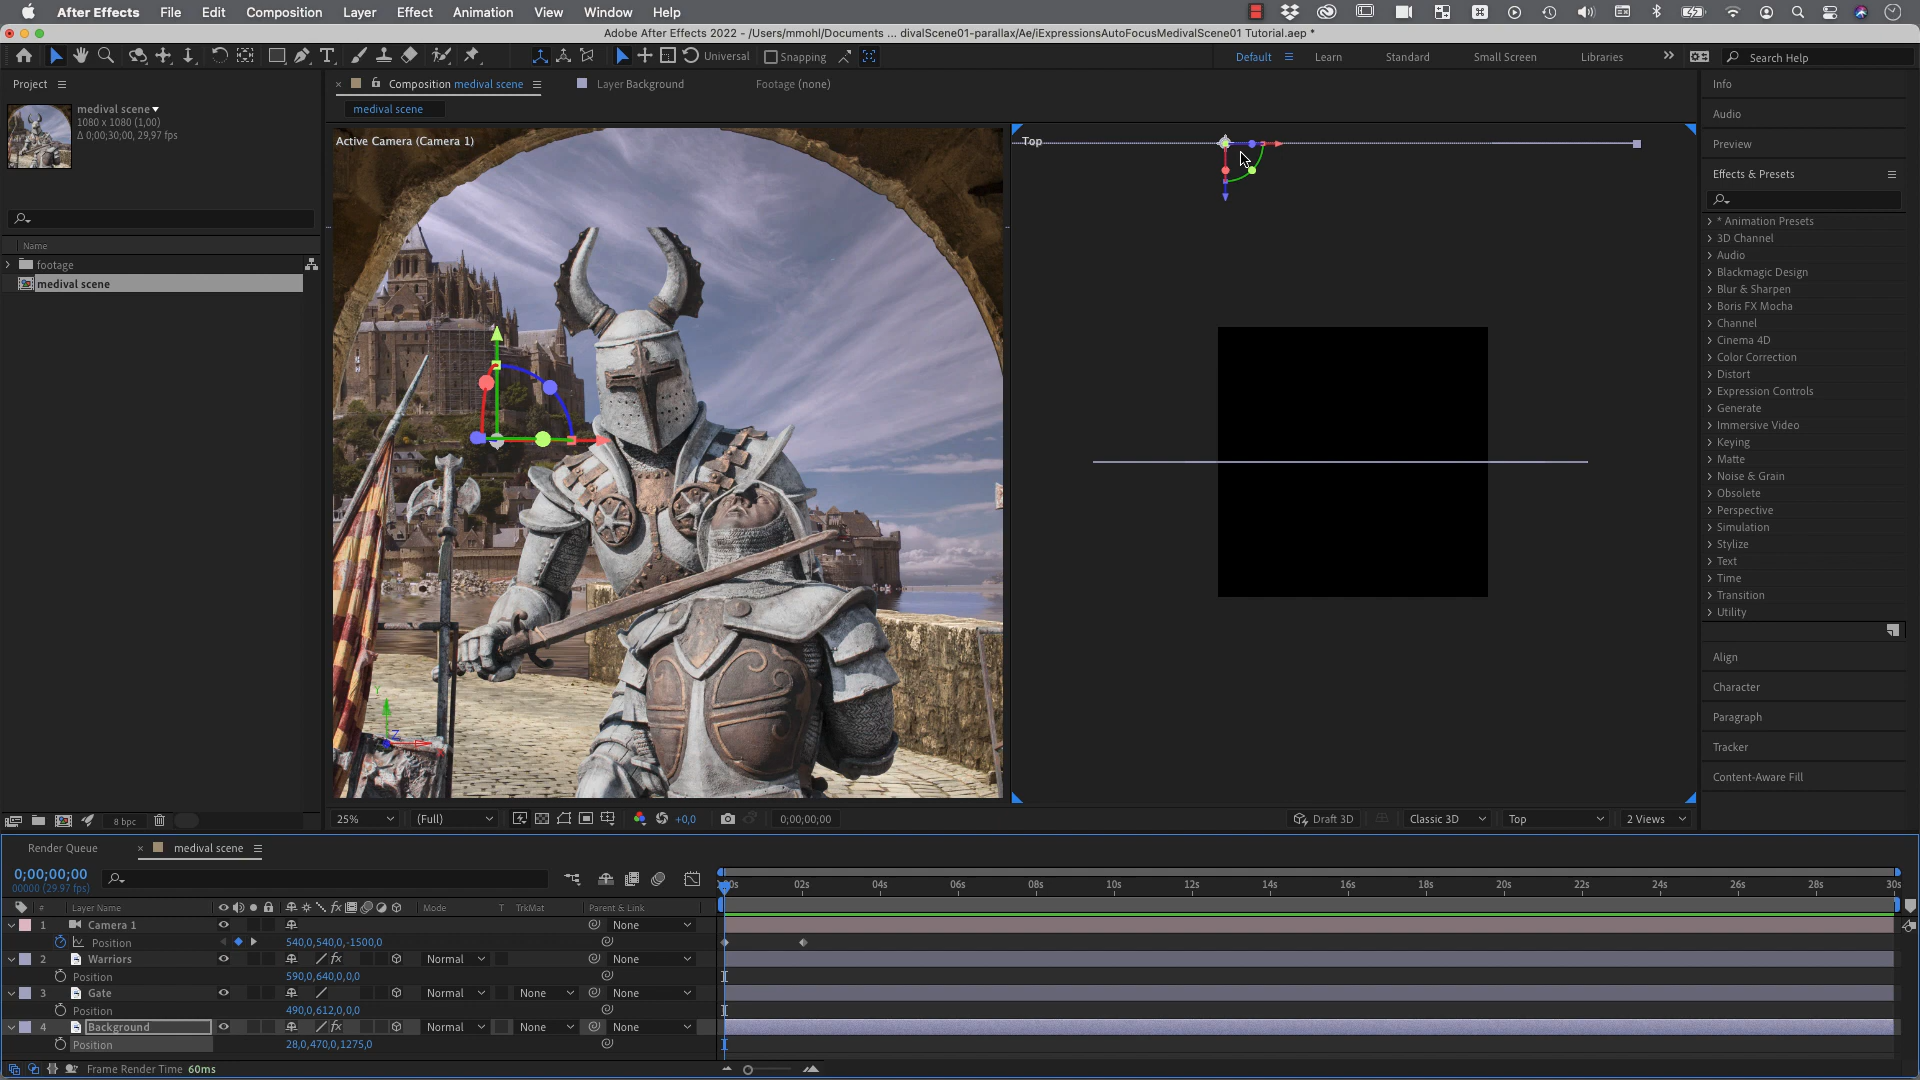 After Effects File Edit Composition Layer Effect Animation View Window Help
Adobe After Effects 2022 - /Users/mmohl/Documents ... divalScene01-parallax/Ae/iExpressionsAutoFocusMedivalScene01 Tutorial.aep *
Universal Snapping Default Learn Standard Small Screen Libraries Search Help
Project Composition medival scene Layer Background Footage (none) Info
medival scene
1080 x 1080 (1,00)
Δ 0;00;30;00, 29,97 fps
medival scene
Active Camera (Camera 1)
Top
Audio
Preview
Effects & Presets
* Animation Presets
3D Channel
Audio
Blackmagic Design
Blur & Sharpen
Boris FX Mocha
Channel
Cinema 4D
Color Correction
Distort
Expression Controls
Generate
Immersive Video
Keying
Matte
Noise & Grain
Obsolete
Perspective
Simulation
Stylize
Text
Time
Transition
Utility
Align
Character
Paragraph
Tracker
Content-Aware Fill
Name
footage
medival scene
Y
Z
8 bpc
25% (Full) +0,0 0;00;00;00 Draft 3D Classic 3D Top 2 Views
Render Queue medival scene
0;00;00;00
00000 (29.97 fps)
00s 02s 04s 06s 08s 10s 12s 14s 16s 18s 20s 22s 24s 26s 28s 30s
# Layer Name Mode T TrkMat Parent & Link
1 Camera 1 None
Position 540,0,540,0,-1500,0
2 Warriors Normal None
Position 590,0,640,0,0,0
3 Gate Normal None None
Position 490,0,612,0,0,0
4 Background Normal None None
Position 28,0,470,0,1275,0
Frame Render Time 60ms